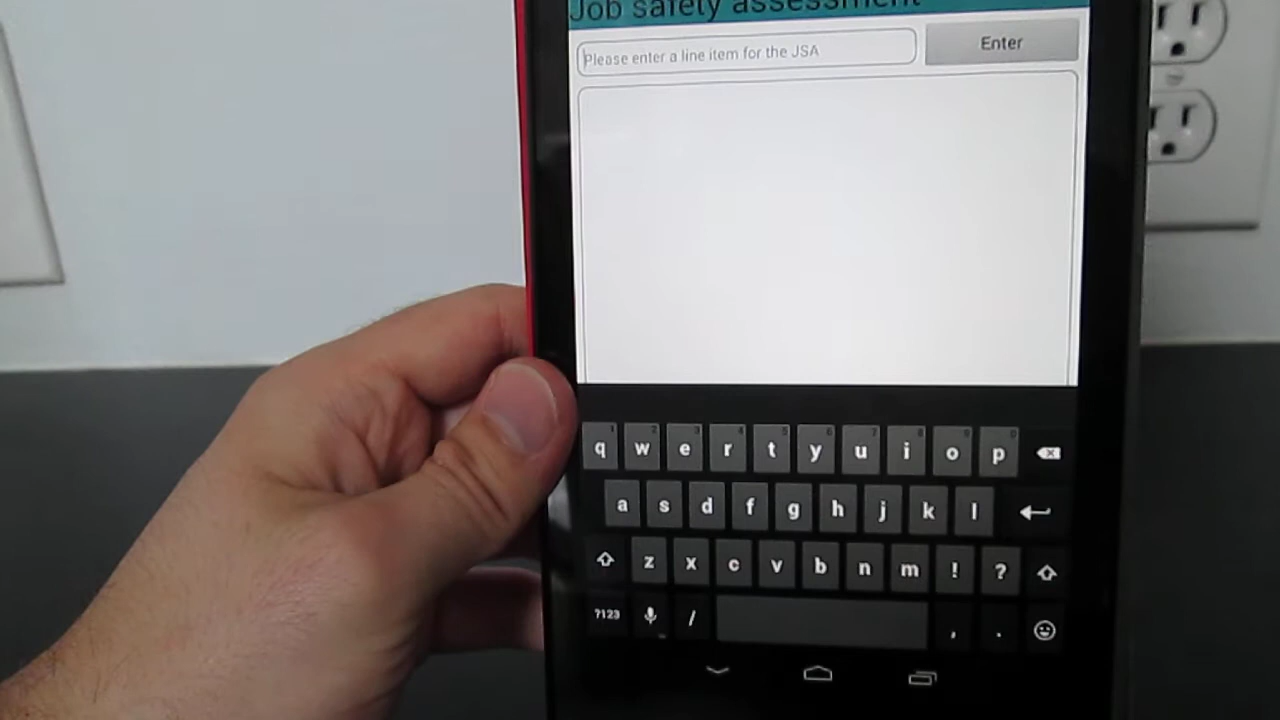 Job safety assessment
Please enter a line item for the JSA
Enter
q w e r t y u i o p
a s d f g h j k l
z x c v b n m ! ?
?123 / , .